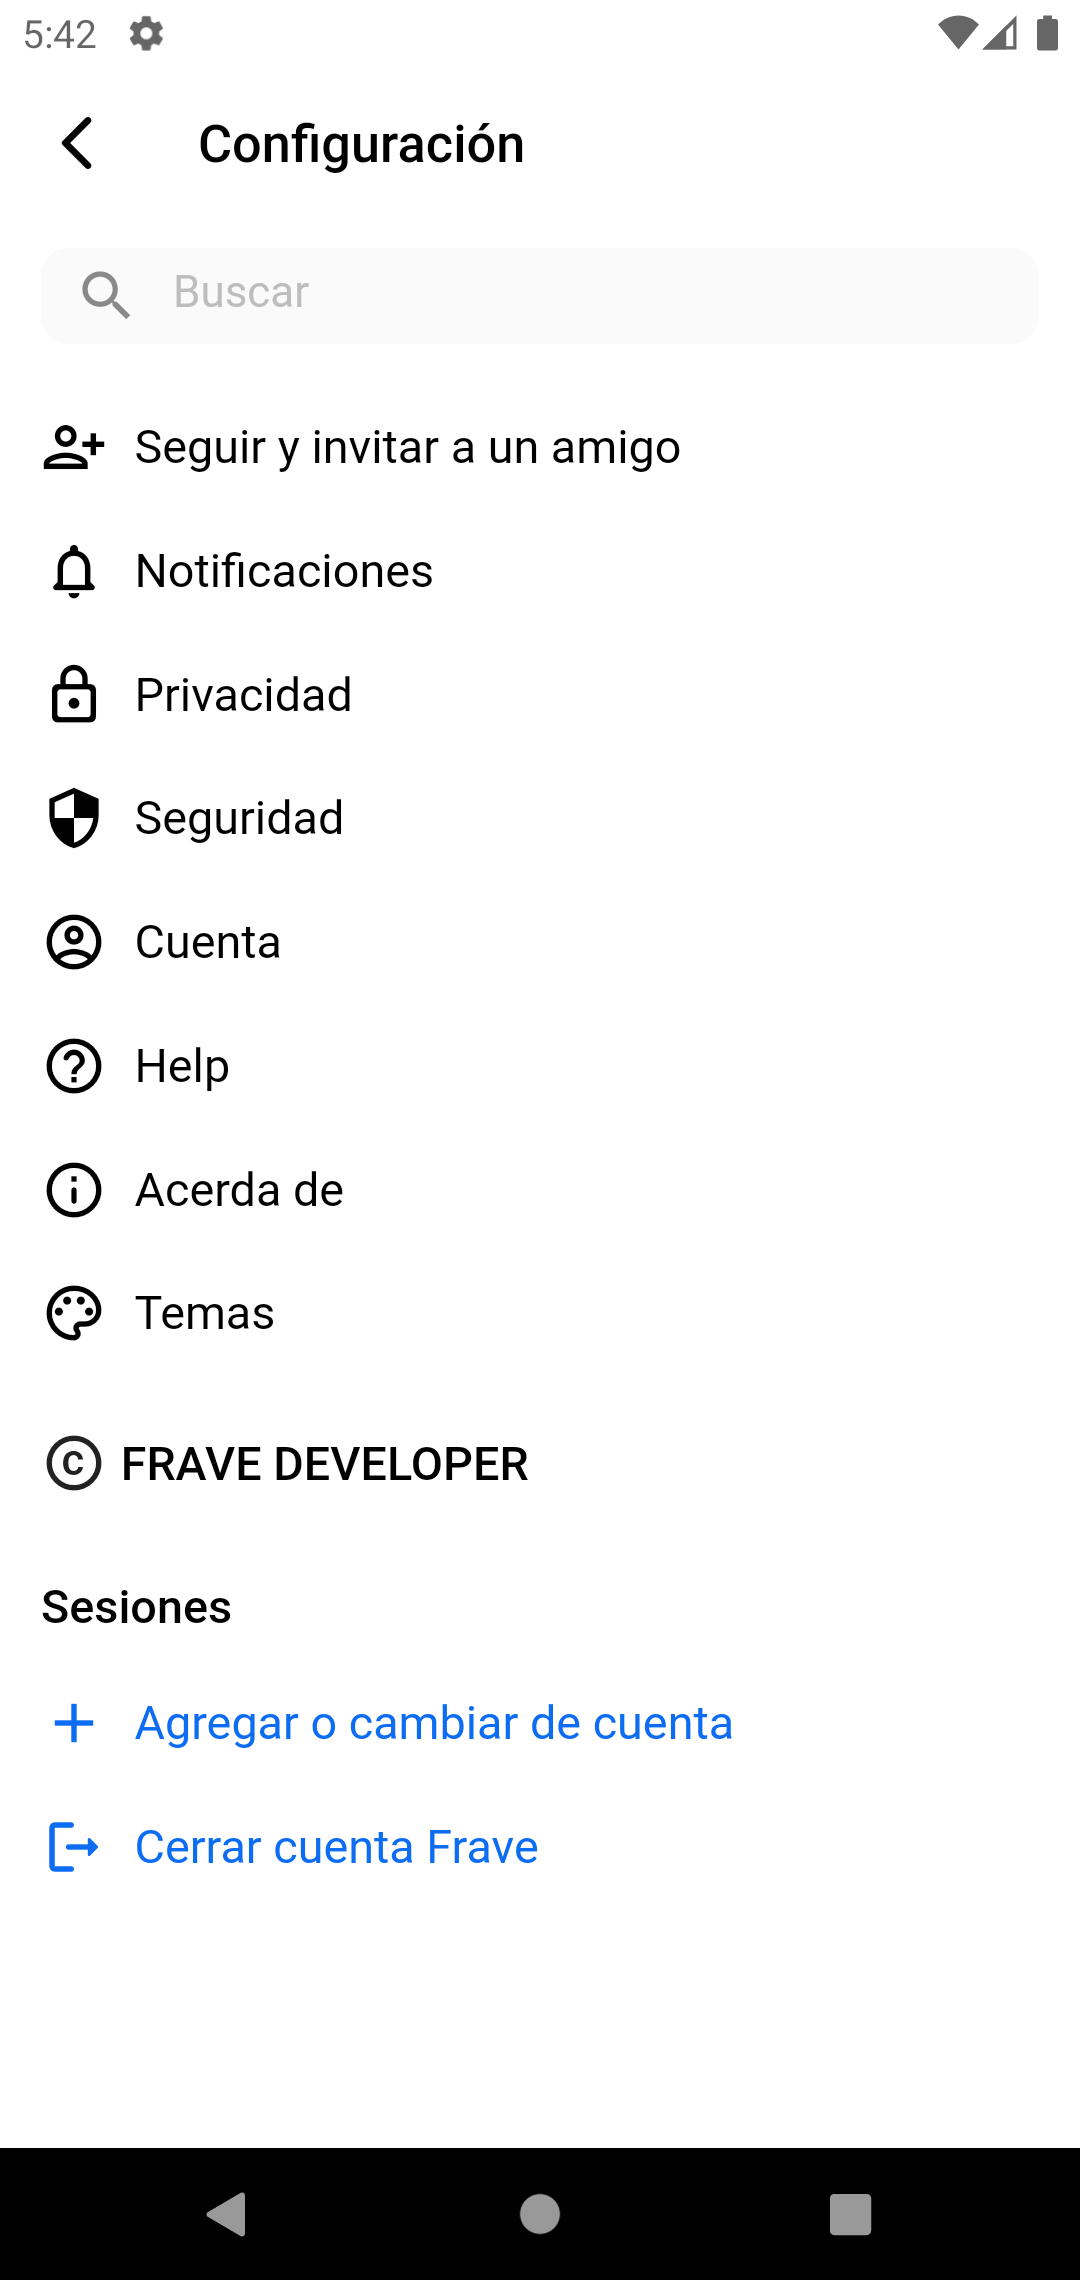 5:42
Configuración
Buscar
Seguir y invitar a un amigo
Notificaciones
Privacidad
Seguridad
Cuenta
Help
Acerda de
Temas
© FRAVE DEVELOPER
Sesiones
Agregar o cambiar de cuenta
Cerrar cuenta Frave